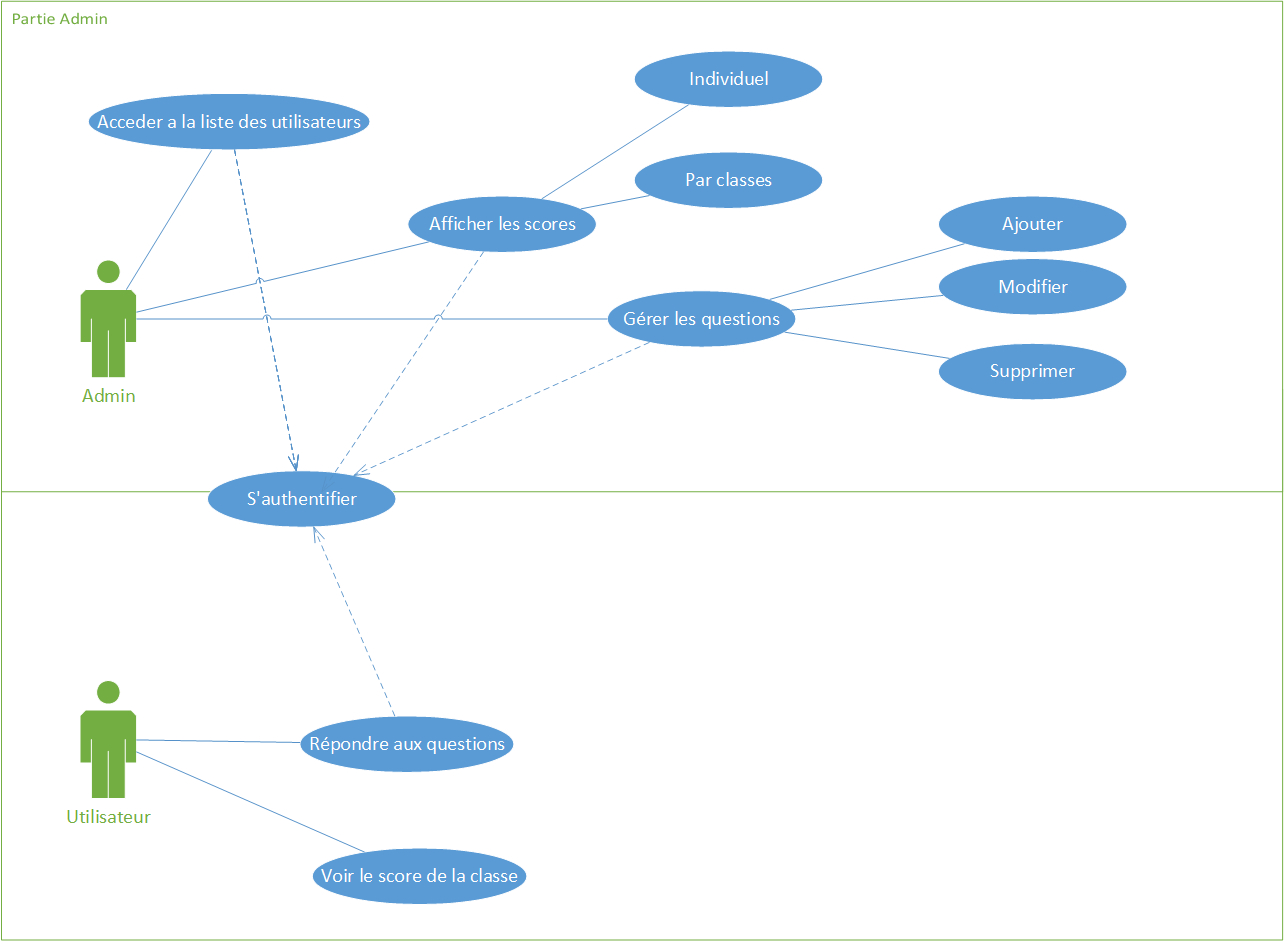 Partie Admin
Individuel
Acceder a la liste des utilisateurs
Par classes
Afficher les scores
Ajouter
Modifier
Gérer les questions
Supprimer
Admin
S'authentifier
Répondre aux questions
Utilisateur
Voir le score de la classe